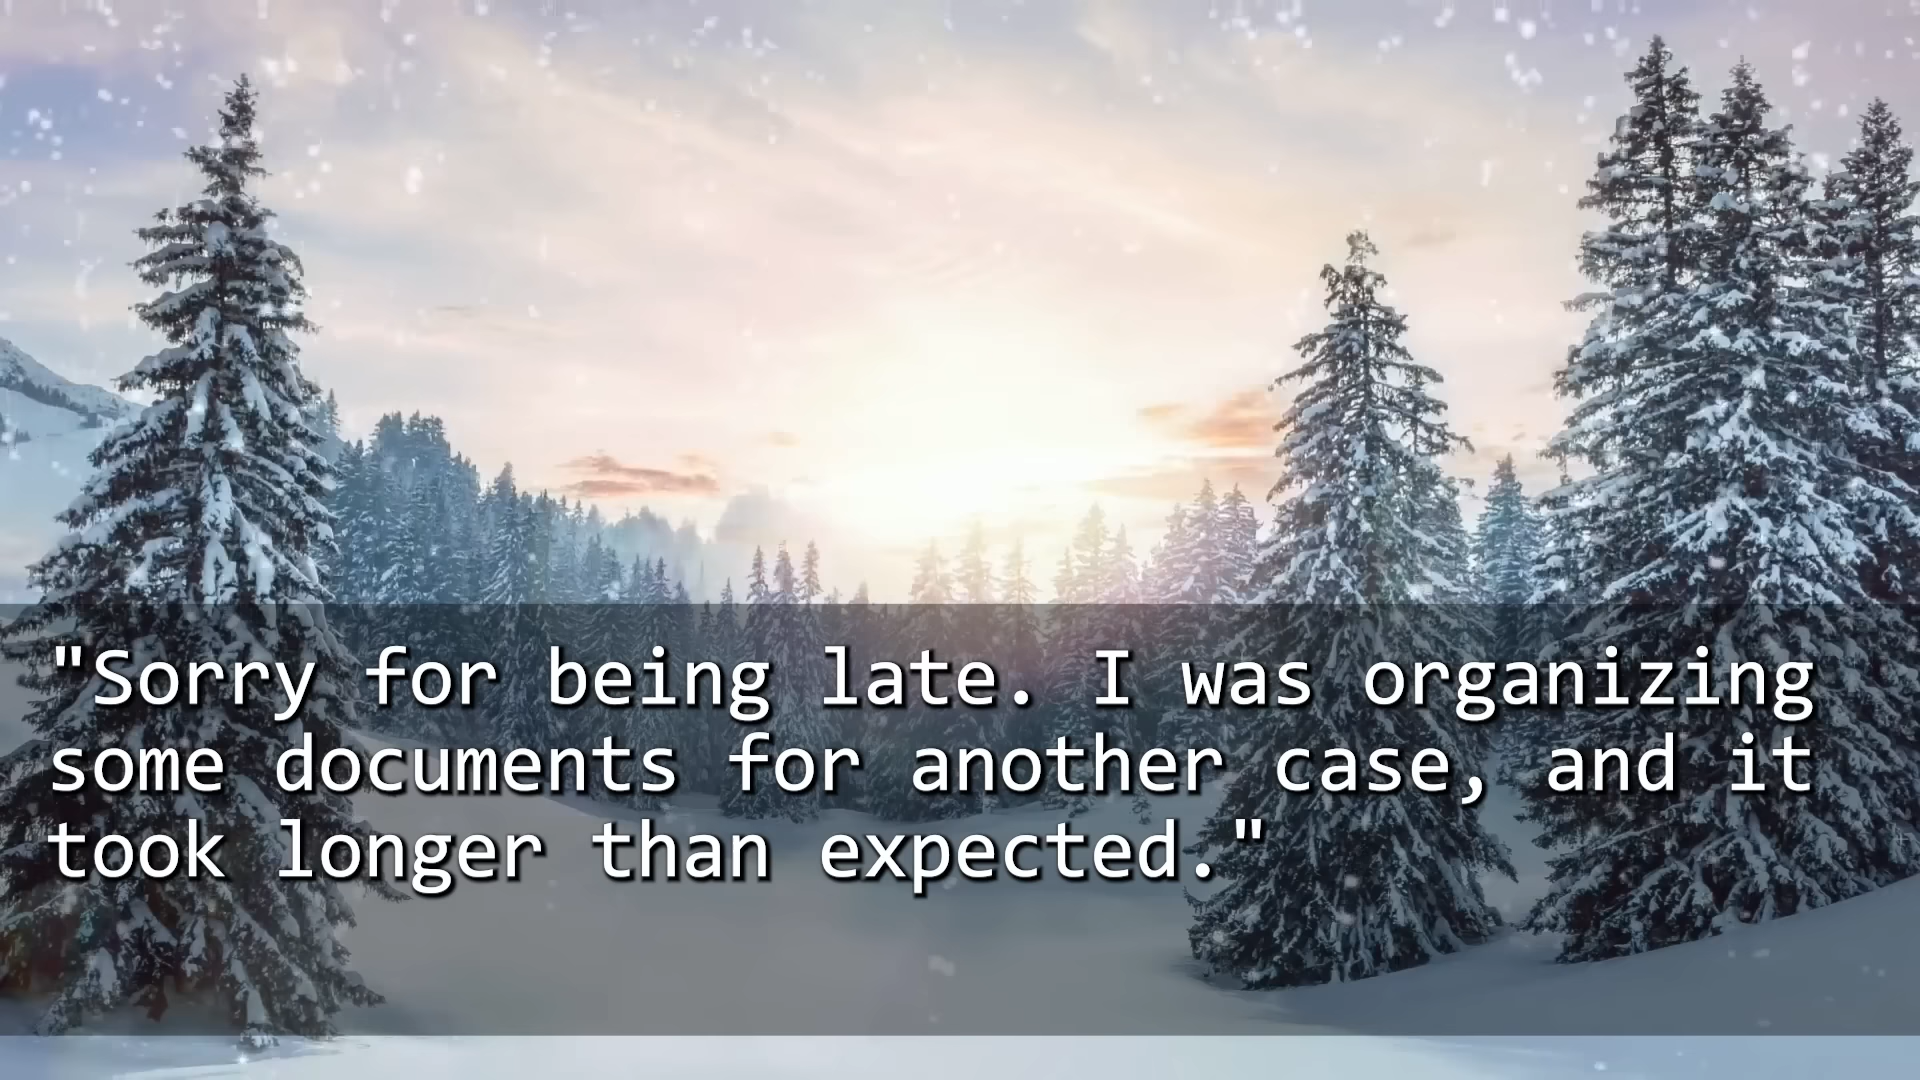 "Sorry for being late. I was organizing
some documents for another case, and it
took longer than expected."